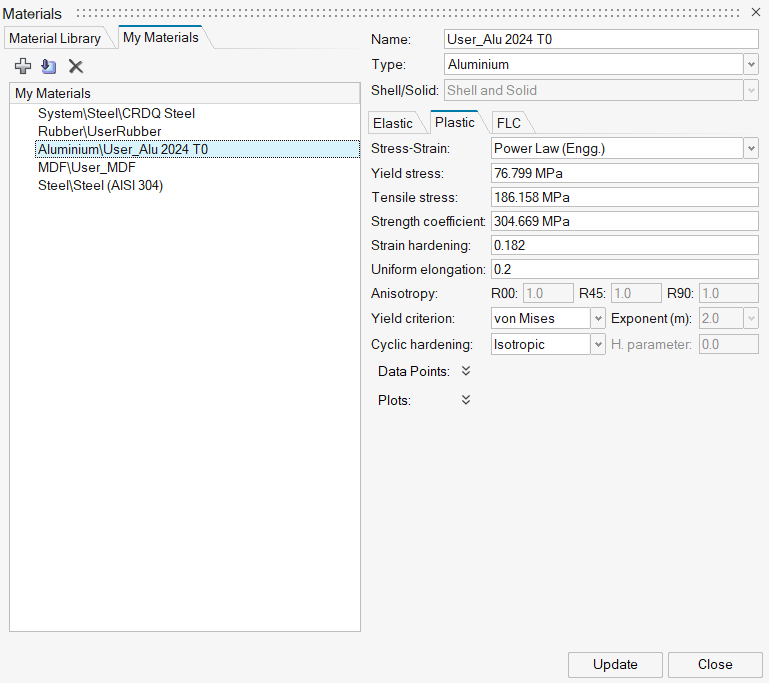 Materials
Material Library
My Materials
My Materials
System\Steel\CRDQ Steel
Rubber\UserRubber
Aluminium\User_Alu 2024 T0
MDF\User_MDF
Steel\Steel (AISI 304)
Name: User_Alu 2024 T0
Type: Aluminium
Shell/Solid: Shell and Solid
Elastic Plastic FLC
Stress-Strain: Power Law (Engg.)
Yield stress: 76.799 MPa
Tensile stress: 186.158 MPa
Strength coefficient: 304.669 MPa
Strain hardening: 0.182
Uniform elongation: 0.2
Anisotropy: R00: 1.0 R45: 1.0 R90: 1.0
Yield criterion: von Mises Exponent (m): 2.0
Cyclic hardening: Isotropic H. parameter: 0.0
Data Points:
Plots:
Update Close